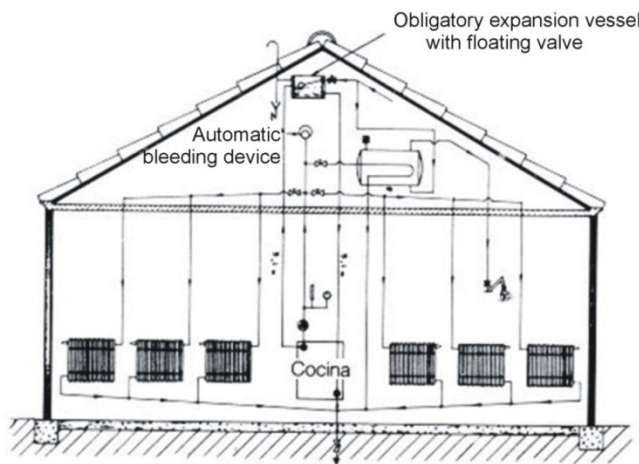 Obligatory expansion vessel
with floating valve
Automatic
bleeding device
Cocina